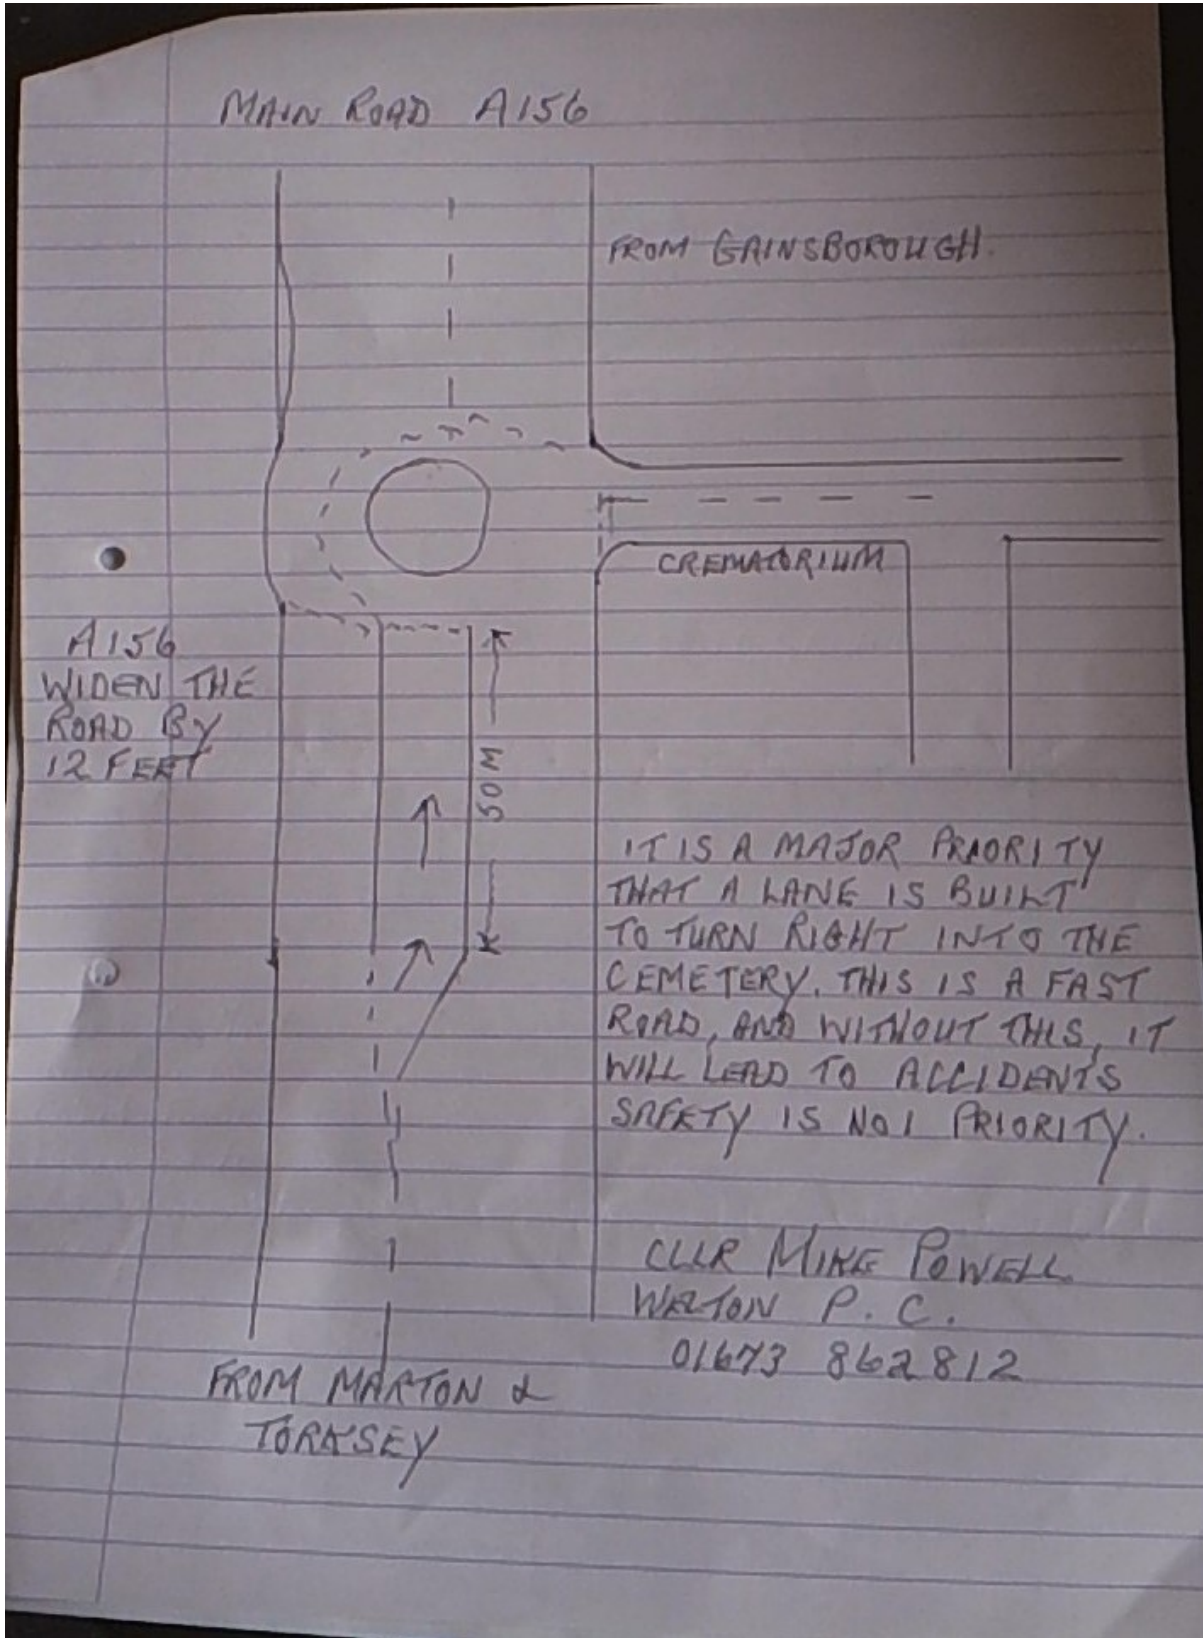 MAIN ROAD A156
FROM GAINSBOROUGH.
CREMATORIUM
A156
WIDEN THE
ROAD BY
12 FEET
50M
IT IS A MAJOR PRIORITY
THAT A LANE IS BUILT
TO TURN RIGHT INTO THE
CEMETERY. THIS IS A FAST
ROAD, AND WITHOUT THIS, IT
WILL LEAD TO ACCIDENTS
SAFETY IS NO1 PRIORITY.
CLLR MIKE POWELL
WELTON P. C.
01673 862812
FROM MARTON &
TORKSEY